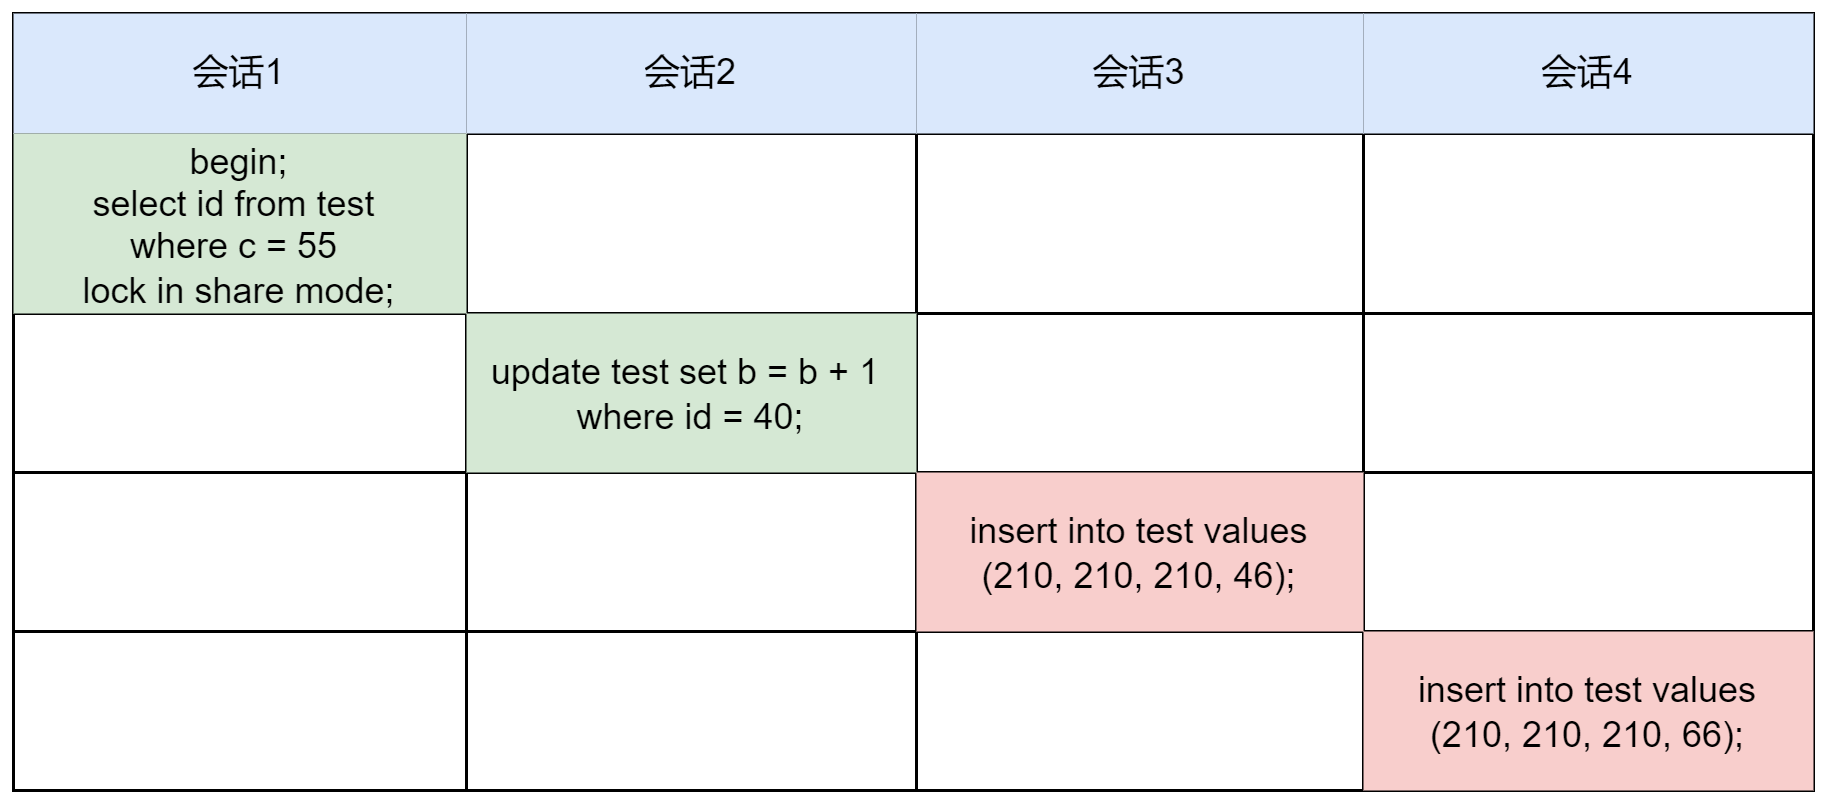 会话1
会话2
会话3
会话4
begin;
select id from test
where c = 55
lock in share mode;
update test set b = b + 1
where id = 40;
insert into test values
(210, 210, 210, 46);
insert into test values
(210, 210, 210, 66);